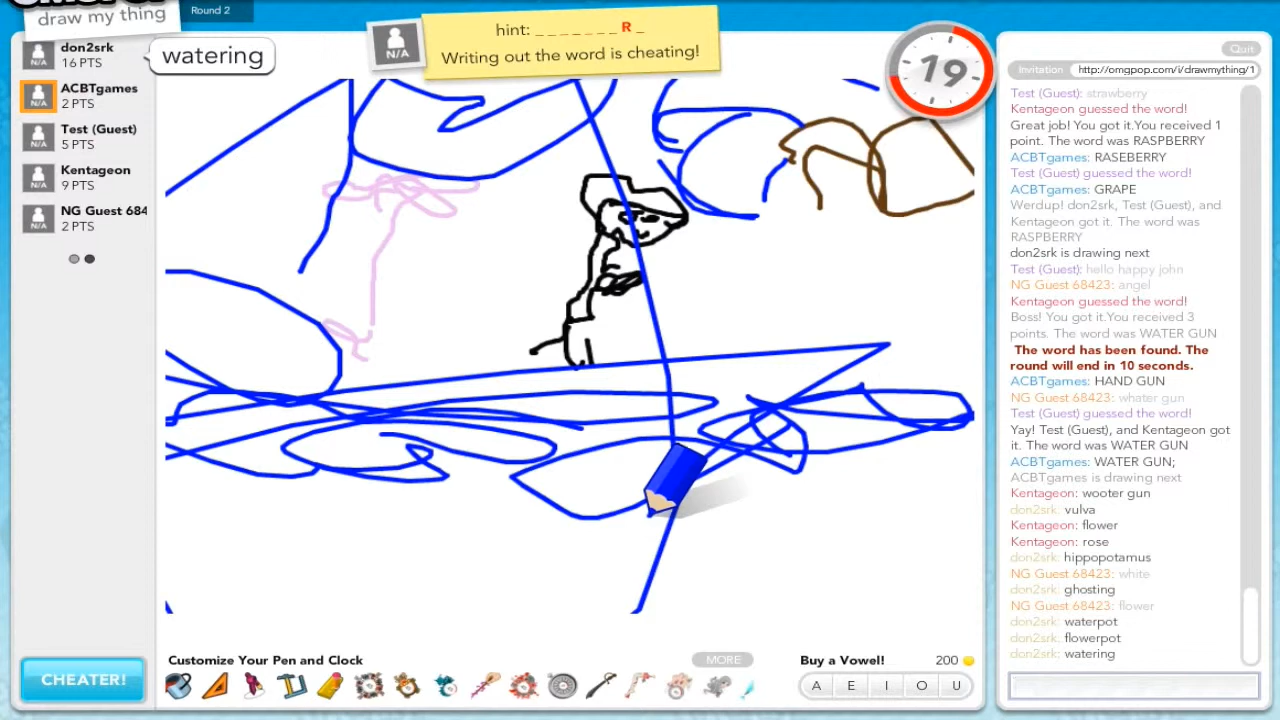 draw my thing
Round 2
don2srk
16 PTS
watering
ACBTgames
2 PTS
Test (Guest)
5 PTS
Kentageon
9 PTS
NG Guest 684
2 PTS
N/A
N/A
N/A
N/A
N/A
N/A
hint: _ _ _ _ _ _ _ R _
Writing out the word is cheating!
19
Quit
Invitation http://omgpop.com/i/drawmything/1
Test (Guest): strawberry
Kentageon guessed the word!
Great job! You got it.You received 1
point. The word was RASPBERRY
ACBTgames: RASEBERRY
Test (Guest) guessed the word!
ACBTgames: GRAPE
Werdup! don2srk, Test (Guest), and
Kentageon got it. The word was
RASPBERRY
don2srk is drawing next
Test (Guest): hello happy john
NG Guest 68423: angel
Kentageon guessed the word!
Boss! You got it.You received 3
points. The word was WATER GUN
The word has been found. The
round will end in 10 seconds.
ACBTgames: HAND GUN
NG Guest 68423: whater gun
Test (Guest) guessed the word!
Yay! Test (Guest), and Kentageon got
it. The word was WATER GUN
ACBTgames: WATER GUN;
ACBTgames is drawing next
Kentageon: wooter gun
don2srk: vulva
Kentageon: flower
Kentageon: rose
don2srk: hippopotamus
NG Guest 68423: white
don2srk: ghosting
NG Guest 68423: flower
don2srk: waterpot
don2srk: flowerpot
don2srk: watering
CHEATER!
Customize Your Pen and Clock
MORE
Buy a Vowel!
200
A E I O U